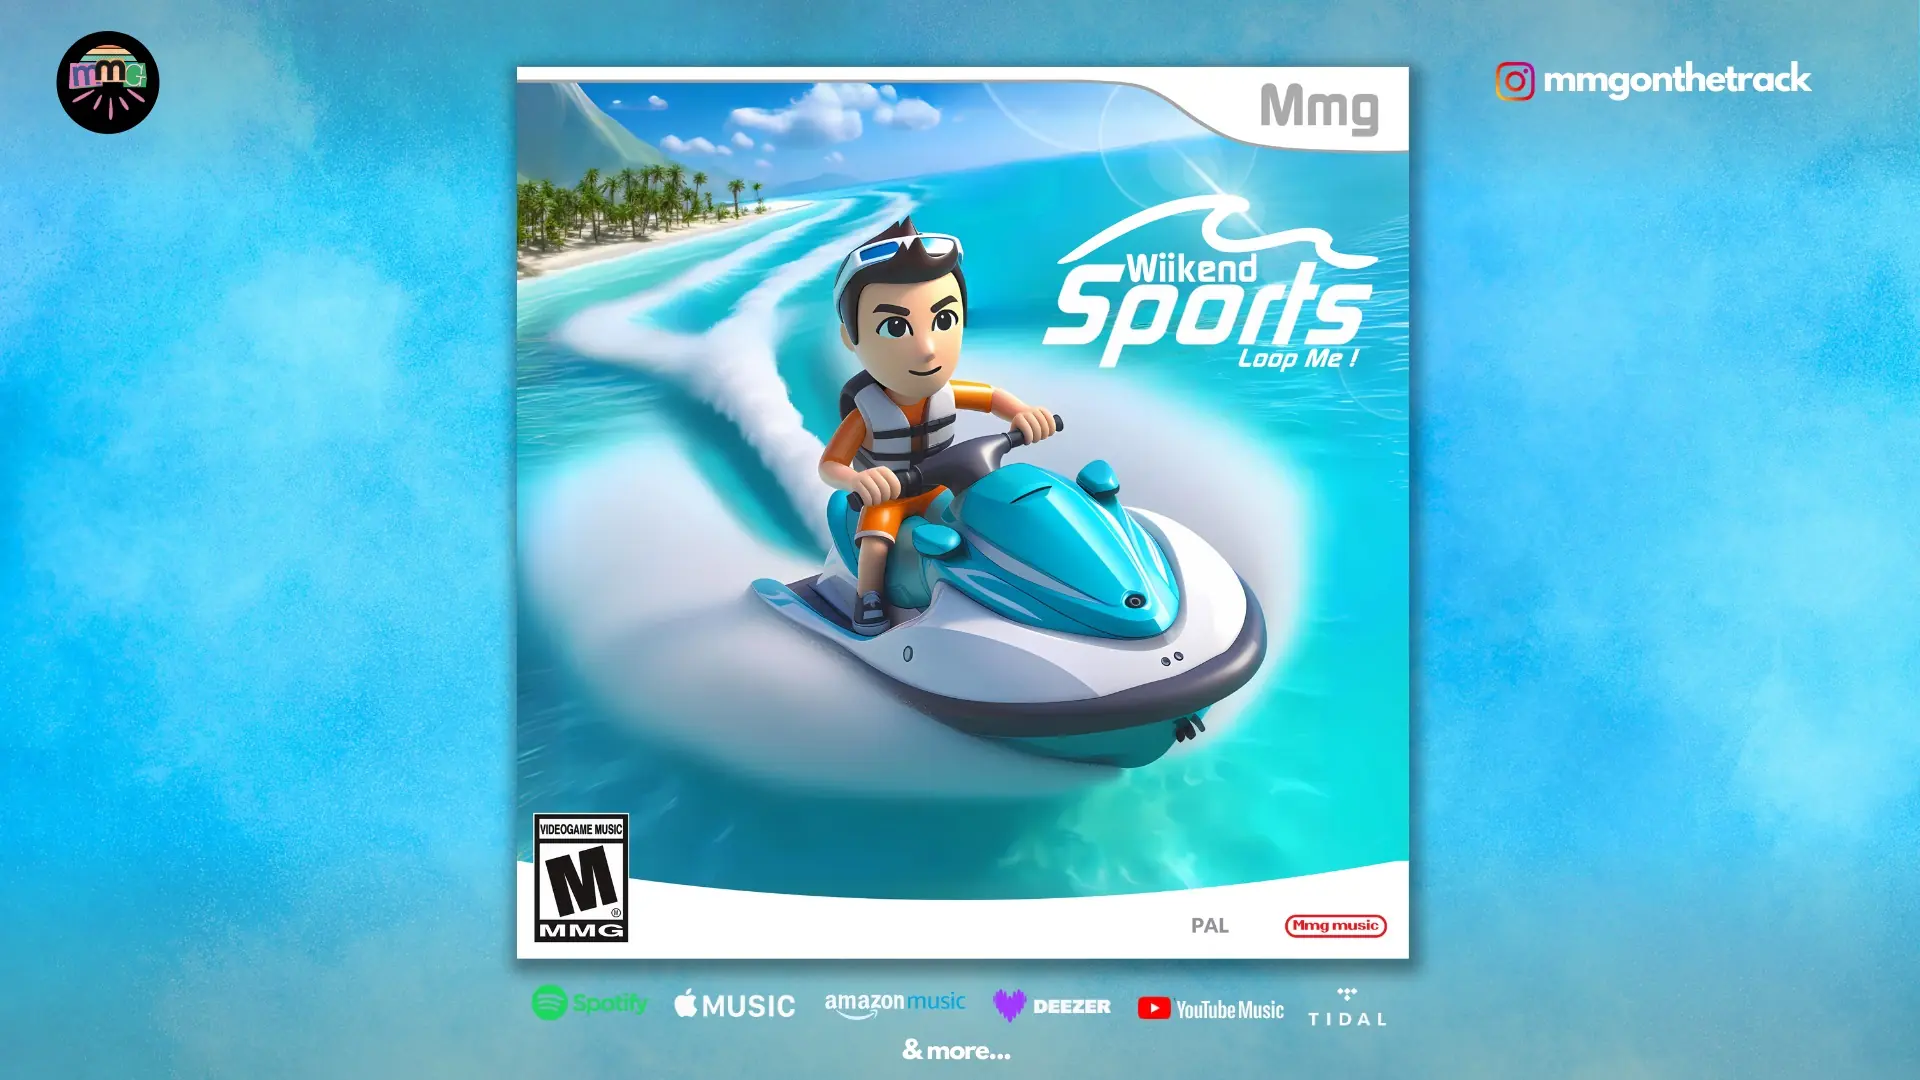 mmG
mmgonthetrack
Mmg
Wiikend
Sports
Loop Me !
VIDEOGAME MUSIC
M
MMG
PAL
Mmg music
Spotify
MUSIC
amazon music
DEEZER
YouTube Music
TIDAL
& more...